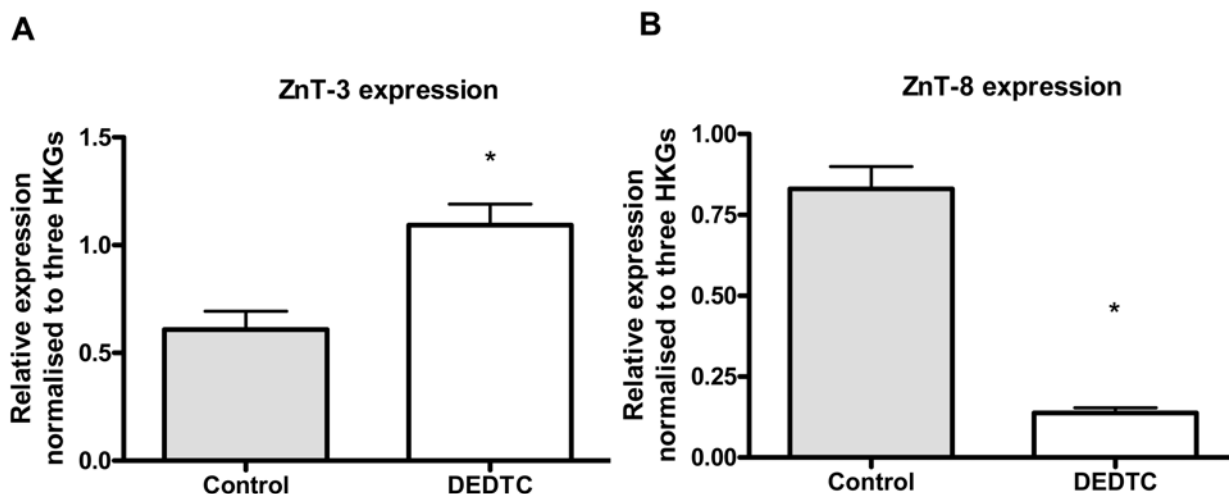 A
ZnT-3 expression
Relative expression
normalised to three HKGs
1.5
1.0
0.5
0.0
*
Control
DEDTC
B
ZnT-8 expression
Relative expression
normalised to three HKGs
1.00
0.75
0.50
0.25
0.00
*
Control
DEDTC